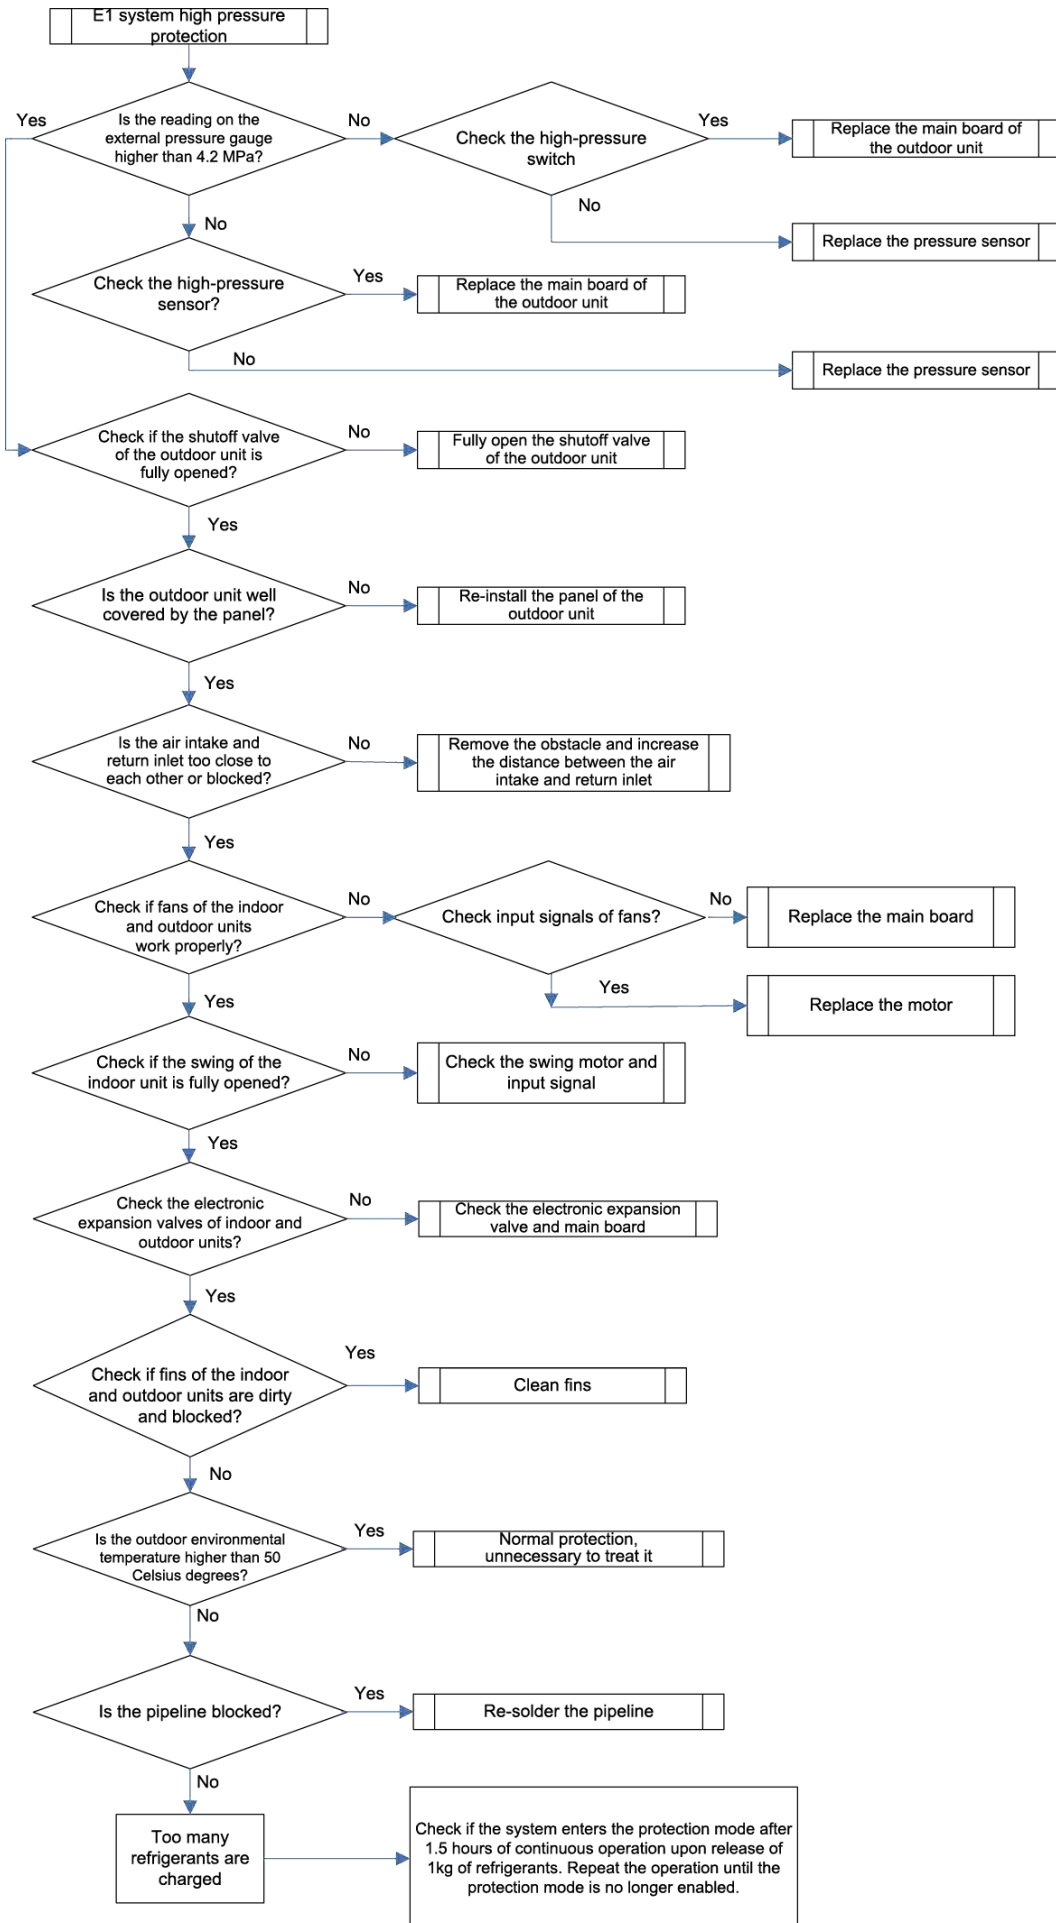 E1 system high pressure
protection
Yes
Is the reading on the
external pressure gauge
higher than 4.2 MPa?
No
Check the high-pressure
switch
Yes
Replace the main board of
the outdoor unit
No
Replace the pressure sensor
No
Check the high-pressure
sensor?
Yes
Replace the main board of
the outdoor unit
No
Replace the pressure sensor
Check if the shutoff valve
of the outdoor unit is
fully opened?
No
Fully open the shutoff valve
of the outdoor unit
Yes
Is the outdoor unit well
covered by the panel?
No
Re-install the panel of the
outdoor unit
Yes
Is the air intake and
return inlet too close to
each other or blocked?
No
Remove the obstacle and increase
the distance between the air
intake and return inlet
Yes
Check if fans of the indoor
and outdoor units
work properly?
No
Check input signals of fans?
No
Replace the main board
Yes
Replace the motor
Yes
Check if the swing of the
indoor unit is fully opened?
No
Check the swing motor and
input signal
Yes
Check the electronic
expansion valves of indoor and
outdoor units?
No
Check the electronic expansion
valve and main board
Yes
Check if fins of the indoor
and outdoor units are dirty
and blocked?
Yes
Clean fins
No
Is the outdoor environmental
temperature higher than 50
Celsius degrees?
Yes
Normal protection,
unnecessary to treat it
No
Is the pipeline blocked?
Yes
Re-solder the pipeline
No
Too many
refrigerants are
charged
Check if the system enters the protection mode after
1.5 hours of continuous operation upon release of
1kg of refrigerants. Repeat the operation until the
protection mode is no longer enabled.